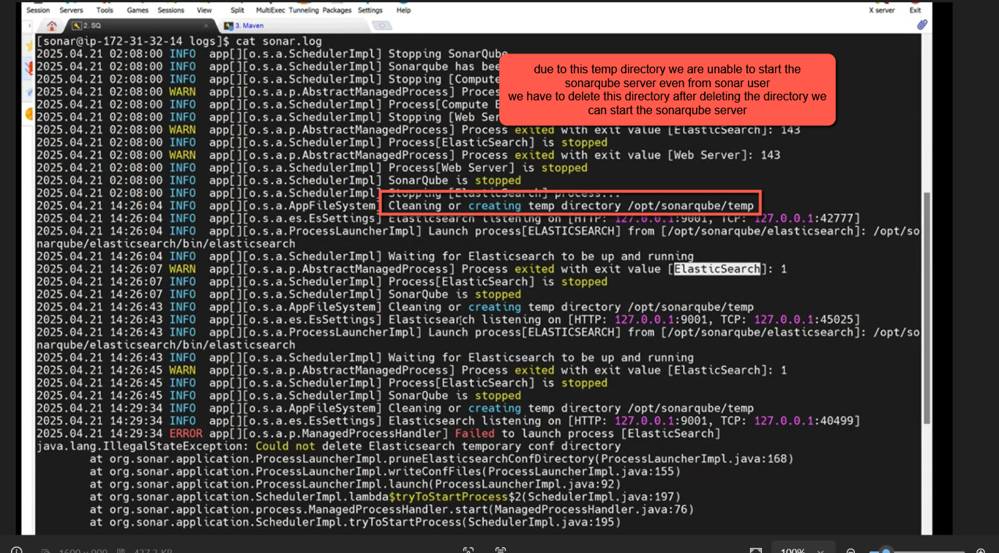 Session Servers Tools Games Sessions View Split MultiExec Tunneling Packages Settings Help X server Exit
2. SQ 3. Maven
[sonar@ip-172-31-32-14 logs]$ cat sonar.log
2025.04.21 02:08:00 INFO app[][o.s.a.SchedulerImpl] Stopping SonarQube
2025.04.21 02:08:00 INFO app[][o.s.a.SchedulerImpl] Sonarqube has bee
2025.04.21 02:08:00 INFO app[][o.s.a.SchedulerImpl] Stopping [Compute
2025.04.21 02:08:00 WARN app[][o.s.a.p.AbstractManagedProcess] Proces
2025.04.21 02:08:00 INFO app[][o.s.a.SchedulerImpl] Process[Compute E
2025.04.21 02:08:00 INFO app[][o.s.a.SchedulerImpl] Stopping [Web Ser
due to this temp directory we are unable to start the
sonarqube server even from sonar user
we have to delete this directory after deleting the directory we
can start the sonarqube server
2025.04.21 02:08:00 WARN app[][o.s.a.p.AbstractManagedProcess] Process exited with exit value [ElasticSearch]: 143
2025.04.21 02:08:00 INFO app[][o.s.a.SchedulerImpl] Process[ElasticSearch] is stopped
2025.04.21 02:08:00 WARN app[][o.s.a.p.AbstractManagedProcess] Process exited with exit value [Web Server]: 143
2025.04.21 02:08:00 INFO app[][o.s.a.SchedulerImpl] Process[Web Server] is stopped
2025.04.21 02:08:00 INFO app[][o.s.a.SchedulerImpl] SonarQube is stopped
2025.04.21 02:08:00 INFO app[][o.s.a.SchedulerImpl] Stopping [ElasticSearch] process...
2025.04.21 14:26:04 INFO app[][o.s.a.AppFileSystem] Cleaning or creating temp directory /opt/sonarqube/temp
2025.04.21 14:26:04 INFO app[][o.s.a.es.EsSettings] Elasticsearch listening on [HTTP: 127.0.0.1:9001, TCP: 127.0.0.1:42777]
2025.04.21 14:26:04 INFO app[][o.s.a.ProcessLauncherImpl] Launch process[ELASTICSEARCH] from [/opt/sonarqube/elasticsearch]: /opt/so
narqube/elasticsearch/bin/elasticsearch
2025.04.21 14:26:04 INFO app[][o.s.a.SchedulerImpl] Waiting for Elasticsearch to be up and running
2025.04.21 14:26:07 WARN app[][o.s.a.p.AbstractManagedProcess] Process exited with exit value [ElasticSearch]: 1
2025.04.21 14:26:07 INFO app[][o.s.a.SchedulerImpl] Process[ElasticSearch] is stopped
2025.04.21 14:26:07 INFO app[][o.s.a.SchedulerImpl] SonarQube is stopped
2025.04.21 14:26:43 INFO app[][o.s.a.AppFileSystem] Cleaning or creating temp directory /opt/sonarqube/temp
2025.04.21 14:26:43 INFO app[][o.s.a.es.EsSettings] Elasticsearch listening on [HTTP: 127.0.0.1:9001, TCP: 127.0.0.1:45025]
2025.04.21 14:26:43 INFO app[][o.s.a.ProcessLauncherImpl] Launch process[ELASTICSEARCH] from [/opt/sonarqube/elasticsearch]: /opt/so
narqube/elasticsearch/bin/elasticsearch
2025.04.21 14:26:43 INFO app[][o.s.a.SchedulerImpl] Waiting for Elasticsearch to be up and running
2025.04.21 14:26:45 WARN app[][o.s.a.p.AbstractManagedProcess] Process exited with exit value [ElasticSearch]: 1
2025.04.21 14:26:45 INFO app[][o.s.a.SchedulerImpl] Process[ElasticSearch] is stopped
2025.04.21 14:26:45 INFO app[][o.s.a.SchedulerImpl] SonarQube is stopped
2025.04.21 14:29:34 INFO app[][o.s.a.AppFileSystem] Cleaning or creating temp directory /opt/sonarqube/temp
2025.04.21 14:29:34 INFO app[][o.s.a.es.EsSettings] Elasticsearch listening on [HTTP: 127.0.0.1:9001, TCP: 127.0.0.1:40499]
2025.04.21 14:29:34 ERROR app[][o.s.a.p.ManagedProcessHandler] Failed to launch process [ElasticSearch]
java.lang.IllegalStateException: Could not delete Elasticsearch temporary conf directory
at org.sonar.application.ProcessLauncherImpl.pruneElasticsearchConfDirectory(ProcessLauncherImpl.java:168)
at org.sonar.application.ProcessLauncherImpl.writeConfFiles(ProcessLauncherImpl.java:155)
at org.sonar.application.ProcessLauncherImpl.launch(ProcessLauncherImpl.java:92)
at org.sonar.application.SchedulerImpl.lambda$tryToStartProcess$2(SchedulerImpl.java:197)
at org.sonar.application.process.ManagedProcessHandler.start(ManagedProcessHandler.java:76)
at org.sonar.application.SchedulerImpl.tryToStartProcess(SchedulerImpl.java:195)
100%